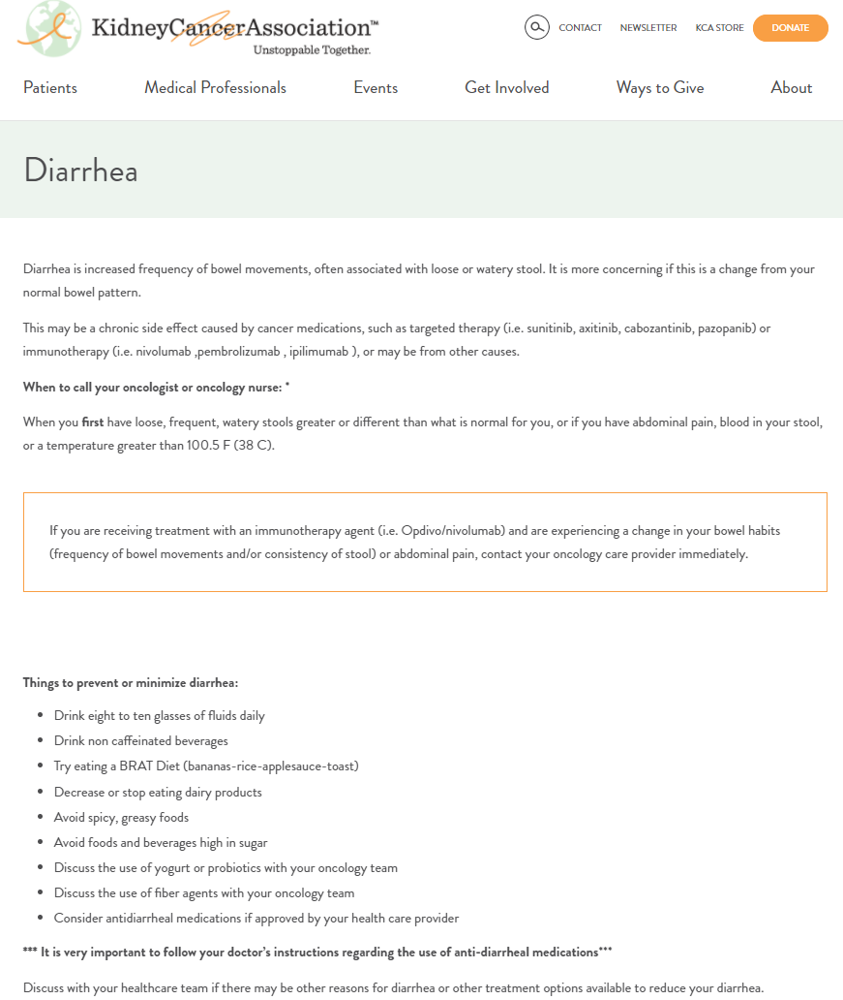 KidneyCancerAssociation™
Unstoppable Together.
CONTACT NEWSLETTER KCA STORE DONATE
Patients Medical Professionals Events Get Involved Ways to Give About
Diarrhea
Diarrhea is increased frequency of bowel movements, often associated with loose or watery stool. It is more concerning if this is a change from your
normal bowel pattern.
This may be a chronic side effect caused by cancer medications, such as targeted therapy (i.e. sunitinib, axitinib, cabozantinib, pazopanib) or
immunotherapy (i.e. nivolumab ,pembrolizumab , ipilimumab ), or may be from other causes.
When to call your oncologist or oncology nurse: *
When you first have loose, frequent, watery stools greater or different than what is normal for you, or if you have abdominal pain, blood in your stool,
or a temperature greater than 100.5 F (38 C).
If you are receiving treatment with an immunotherapy agent (i.e. Opdivo/nivolumab) and are experiencing a change in your bowel habits
(frequency of bowel movements and/or consistency of stool) or abdominal pain, contact your oncology care provider immediately.
Things to prevent or minimize diarrhea:
• Drink eight to ten glasses of fluids daily
• Drink non caffeinated beverages
• Try eating a BRAT Diet (bananas-rice-applesauce-toast)
• Decrease or stop eating dairy products
• Avoid spicy, greasy foods
• Avoid foods and beverages high in sugar
• Discuss the use of yogurt or probiotics with your oncology team
• Discuss the use of fiber agents with your oncology team
• Consider antidiarrheal medications if approved by your health care provider
*** It is very important to follow your doctor's instructions regarding the use of anti-diarrheal medications***
Discuss with your healthcare team if there may be other reasons for diarrhea or other treatment options available to reduce your diarrhea.